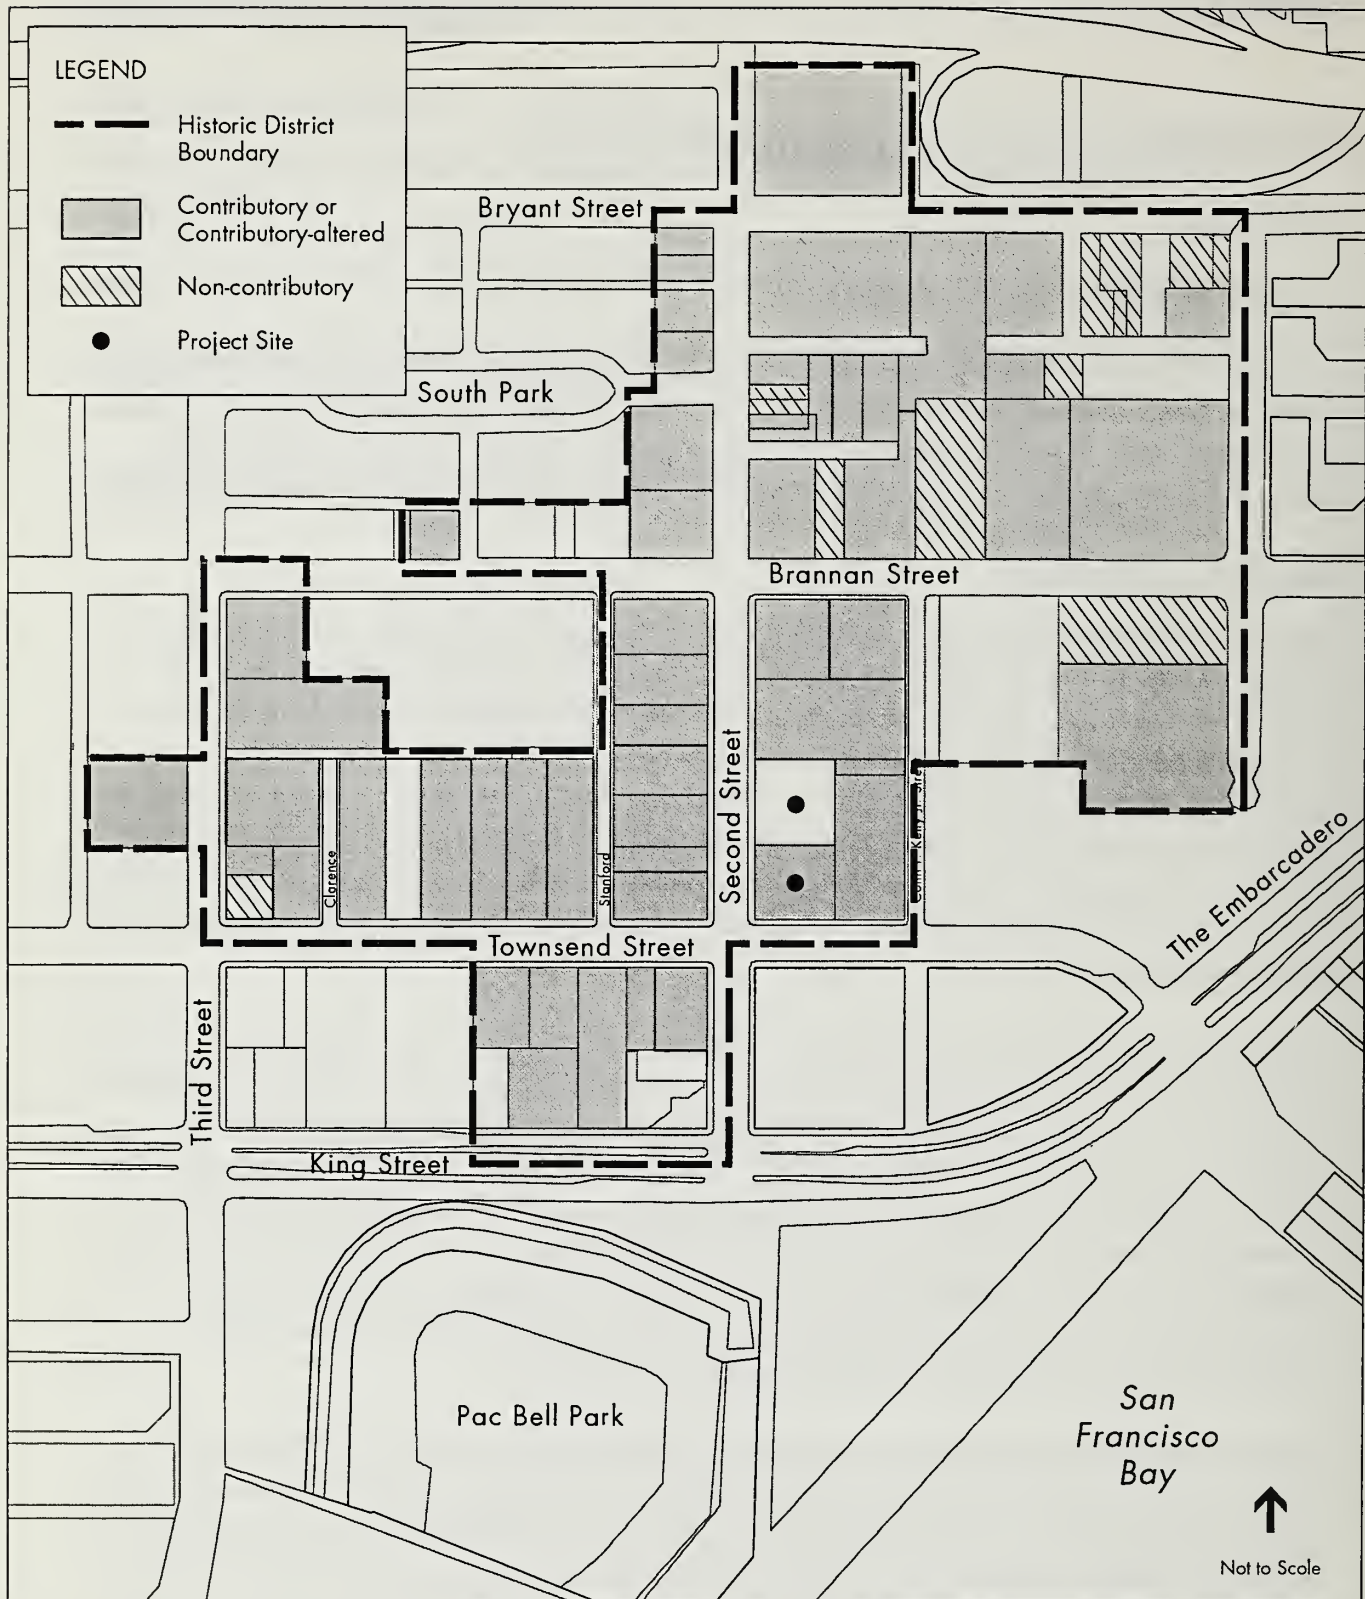 LEGEND
Historic District
Boundary
Contributory or
Contributory-altered
Non-contributory
Project Site
Bryant Street
South Park
Brannan Street
Second Street
Clarence
Stanford
Townsend Street
The Embarcadero
Third Street
King Street
Pac Bell Park
San
Francisco
Bay
Not to Scole